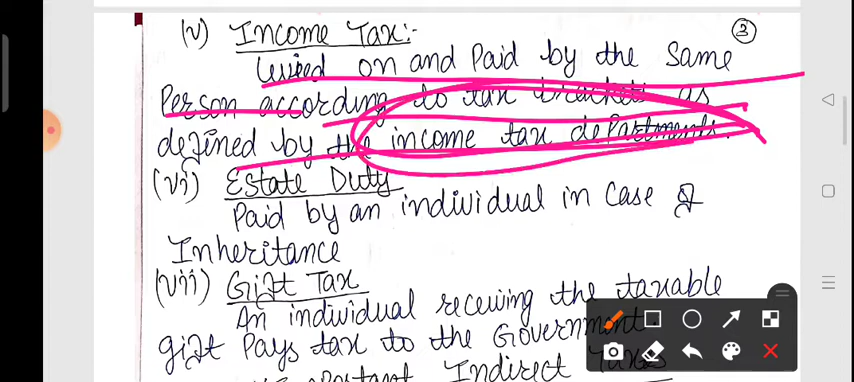 (v) Income Tax:- 3
Levied on and Paid by the Same
Person according to tax brackets as
defined by the income tax departments.
(vi) Estate Duty
Paid by an individual in Case of
Inheritance
(vii) Gift Tax
An individual receiving the taxable
gift Pays tax to the Government.
Indirect Taxes